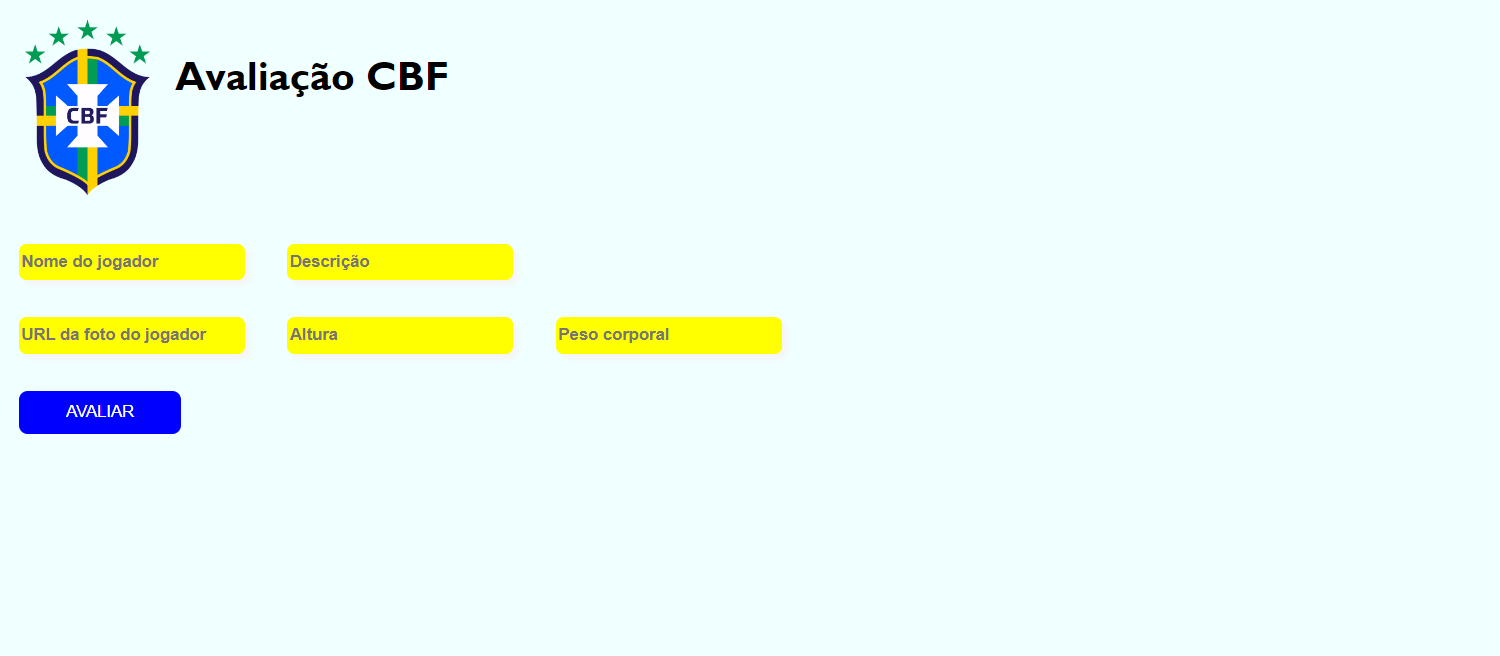 Avaliação CBF
CBF
Nome do jogador
Descrição
URL da foto do jogador
Altura
Peso corporal
AVALIAR